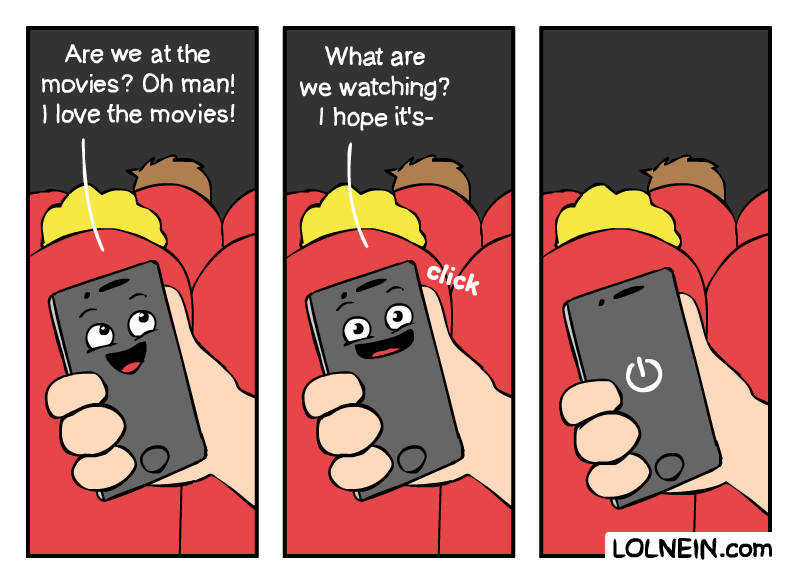 Are we at the
movies? Oh man!
I love the movies!
What are
we watching?
I hope it's-
click
LOLNEIN.com